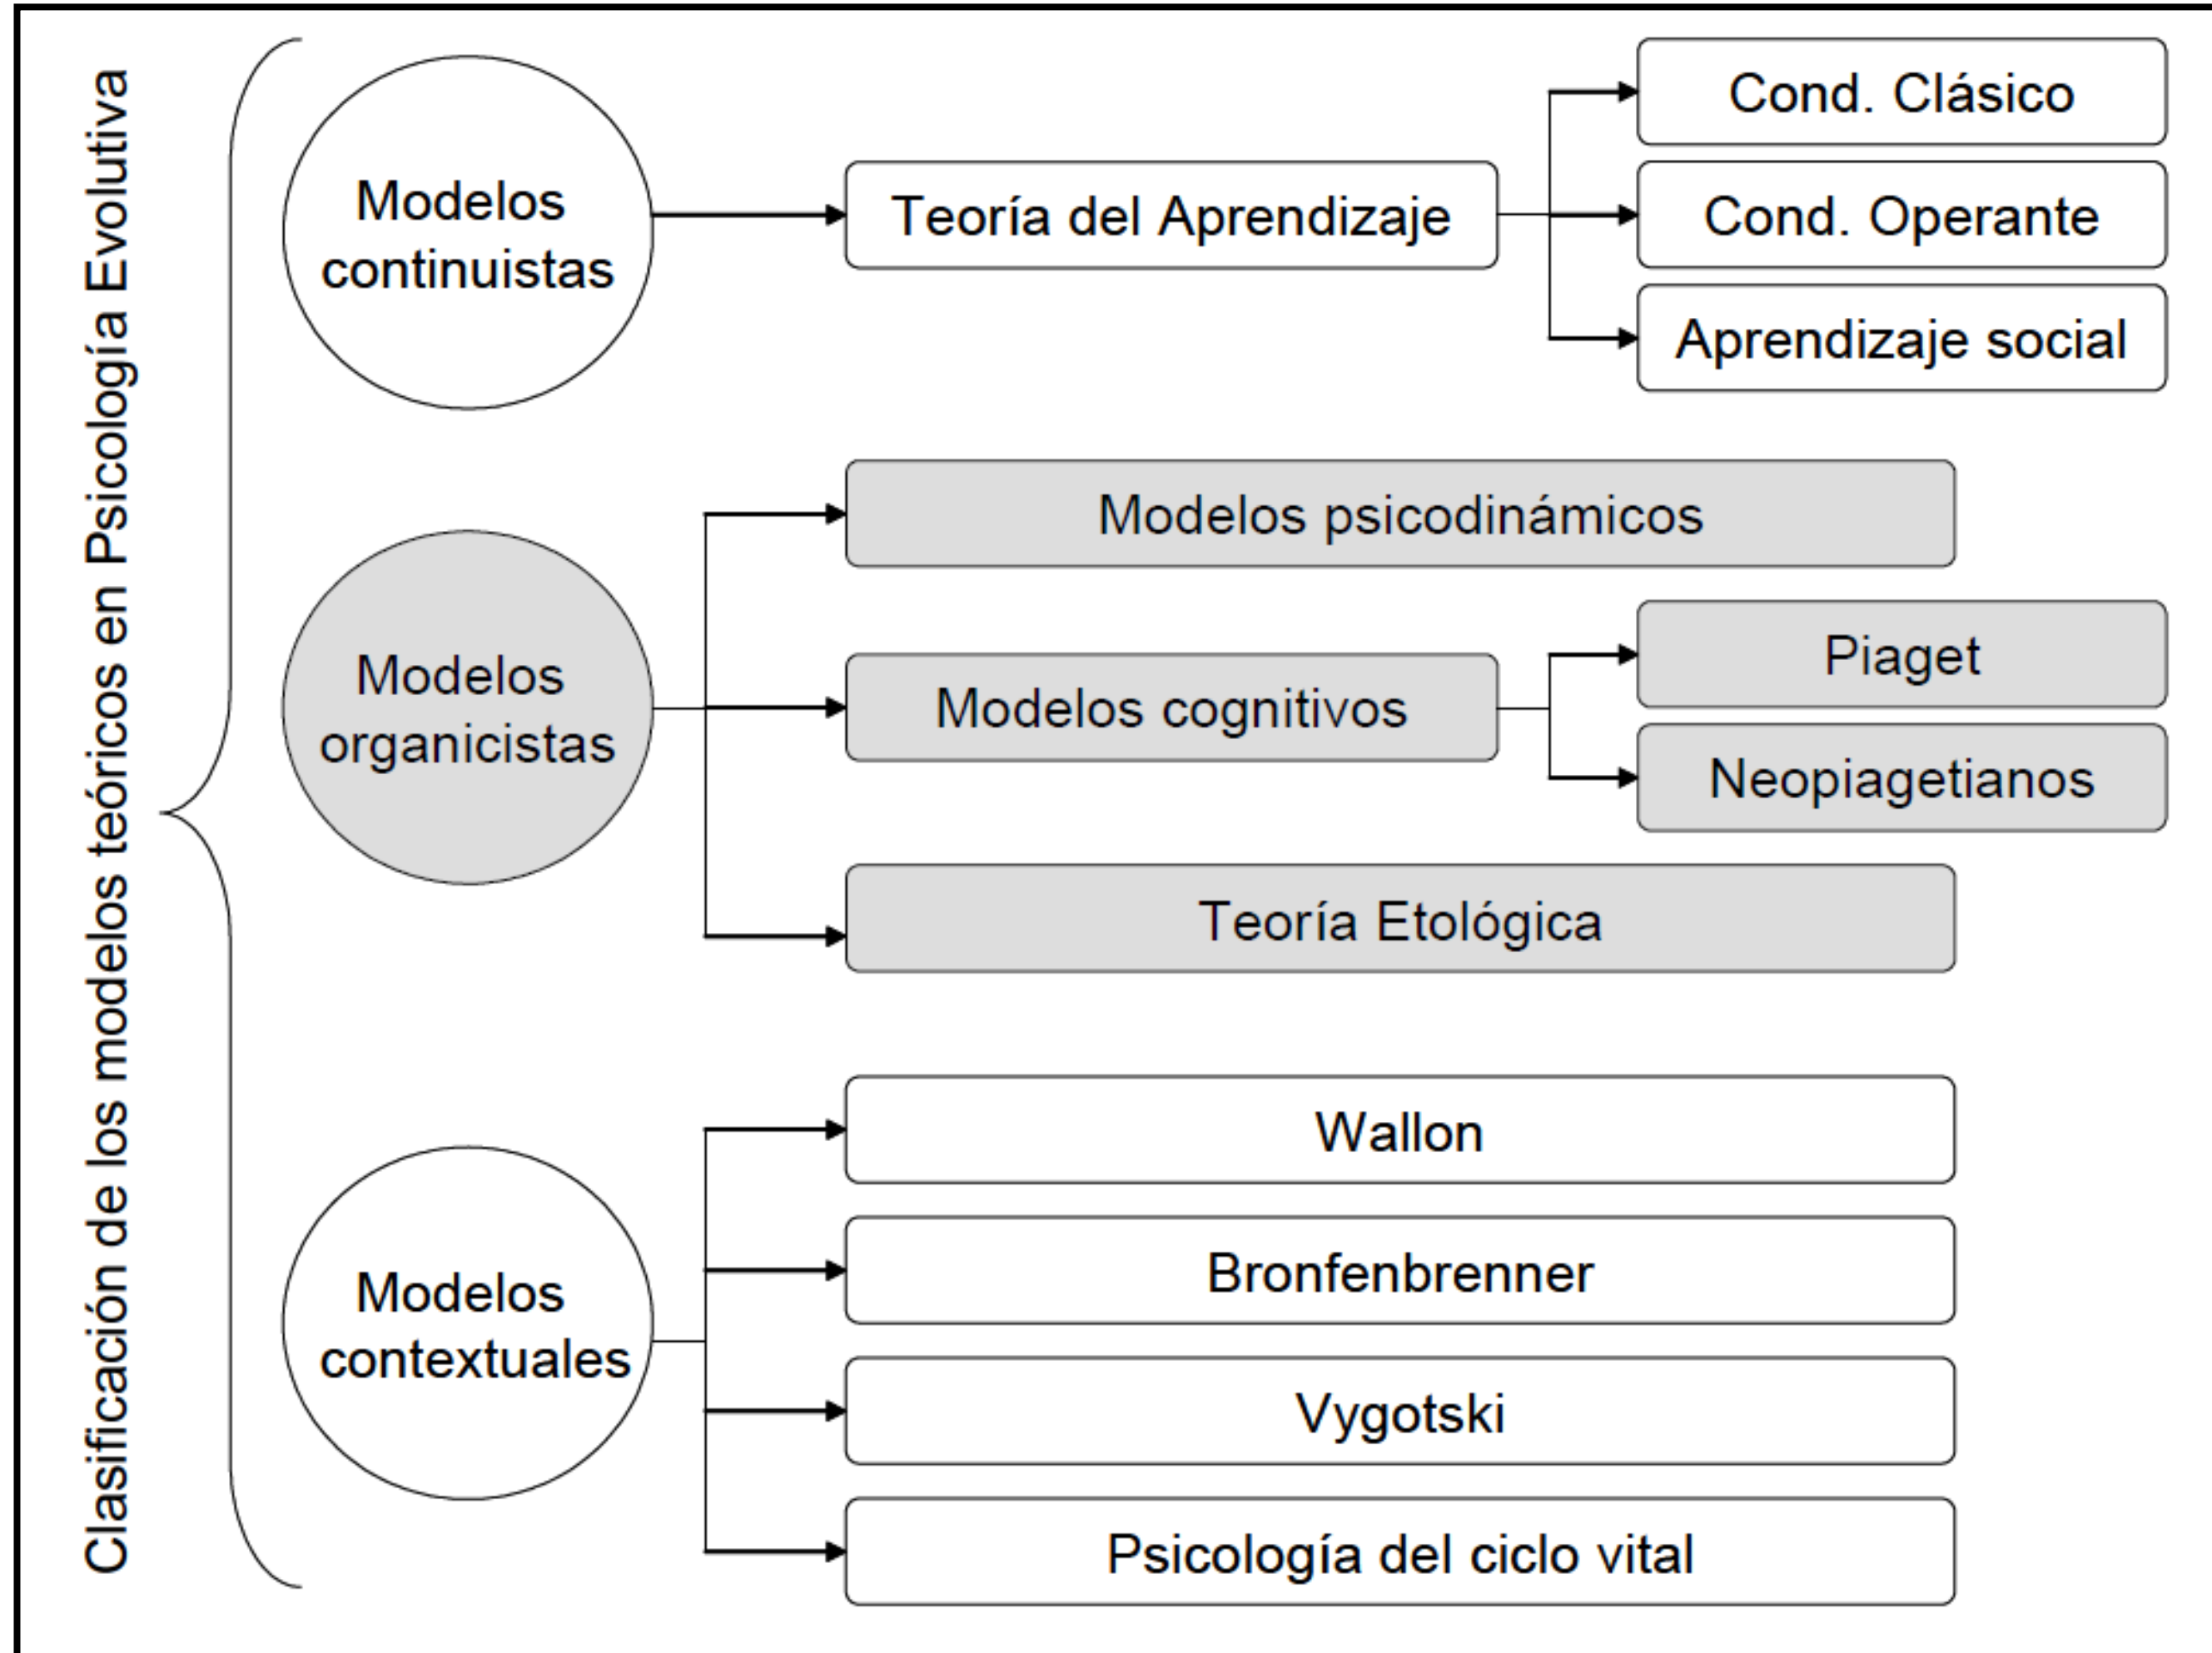 Clasificación de los modelos teóricos en Psicología Evolutiva
Modelos
continuistas
Teoría del Aprendizaje
Cond. Clásico
Cond. Operante
Aprendizaje social
Modelos
organicistas
Modelos psicodinámicos
Modelos cognitivos
Piaget
Neopiagetianos
Teoría Etológica
Modelos
contextuales
Wallon
Bronfenbrenner
Vygotski
Psicología del ciclo vital